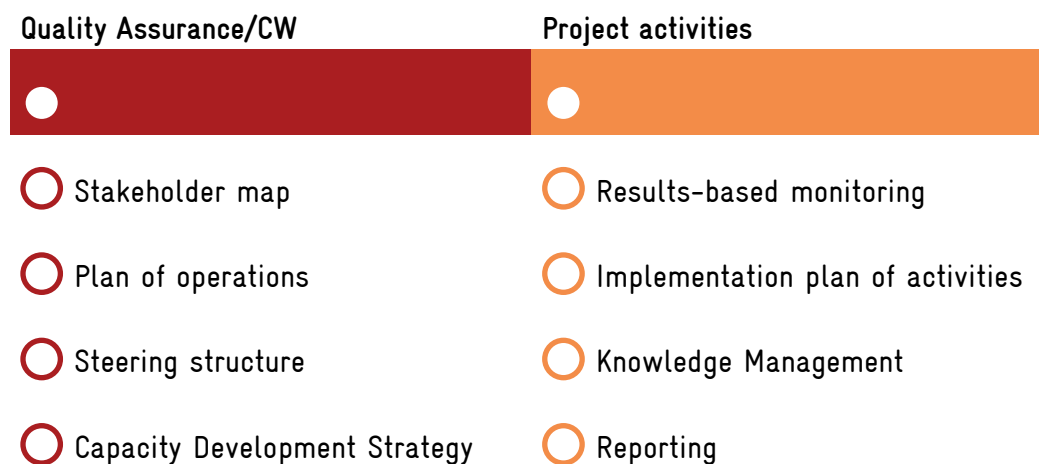 Quality Assurance/CW
Stakeholder map
Plan of operations
Steering structure
Capacity Development Strategy
Project activities
Results-based monitoring
Implementation plan of activities
Knowledge Management
Reporting